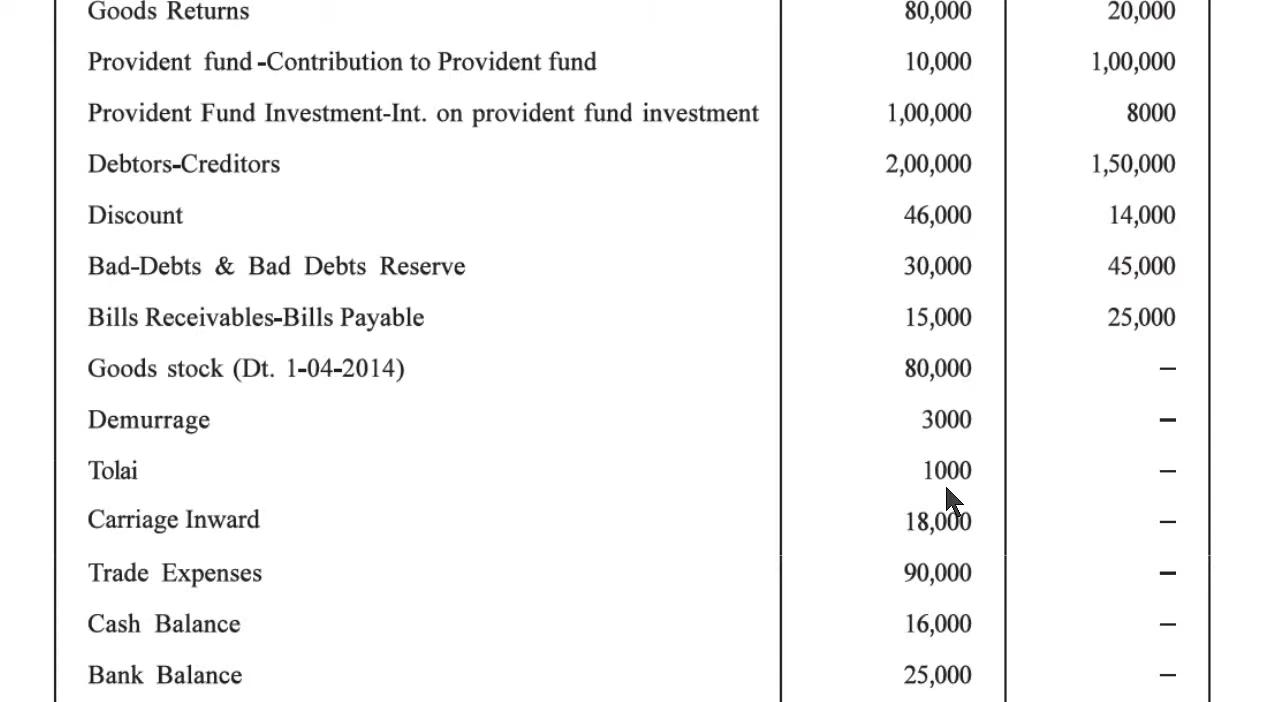 Goods Returns 80,000 20,000
Provident fund-Contribution to Provident fund 10,000 1,00,000
Provident Fund Investment-Int. on provident fund investment 1,00,000 8000
Debtors-Creditors 2,00,000 1,50,000
Discount 46,000 14,000
Bad-Debts & Bad Debts Reserve 30,000 45,000
Bills Receivables-Bills Payable 15,000 25,000
Goods stock (Dt. 1-04-2014) 80,000 –
Demurrage 3000 –
Tolai 1000 –
Carriage Inward 18,000 –
Trade Expenses 90,000 –
Cash Balance 16,000 –
Bank Balance 25,000 –